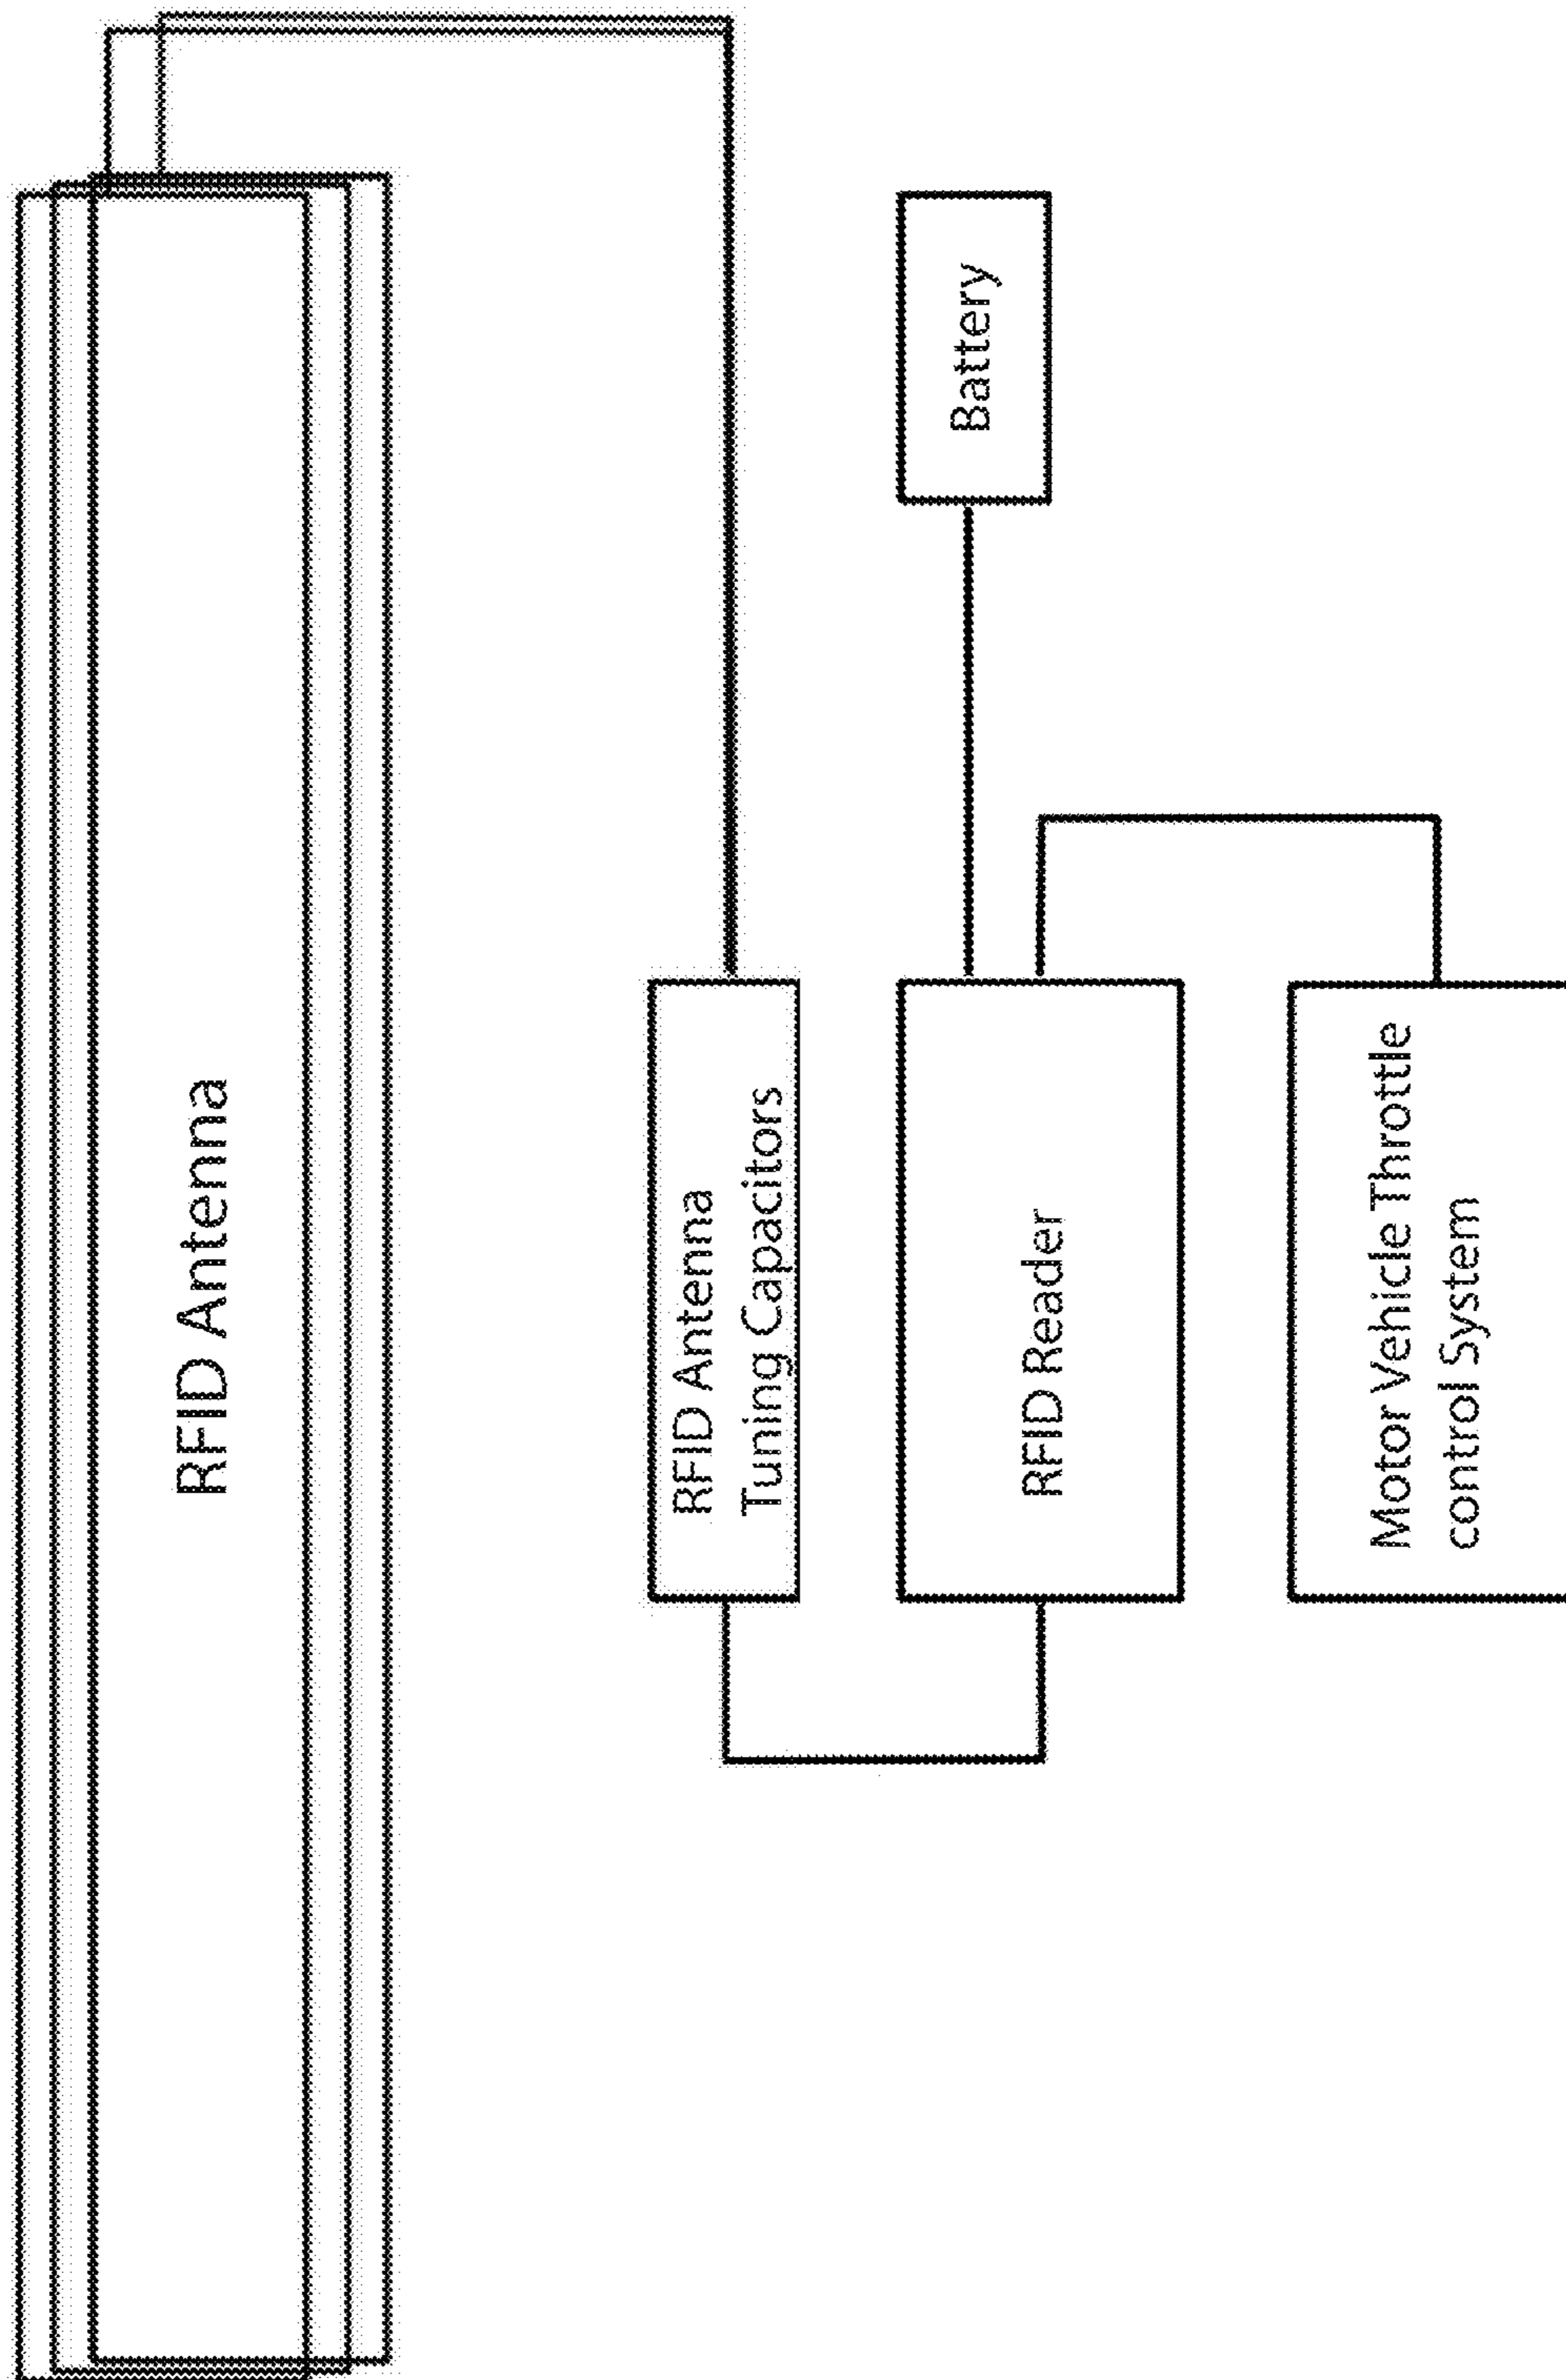 RFID Antenna
RFID Antenna
Tuning Capacitors
Battery
RFID Reader
Motor Vehicle Throttle
control System